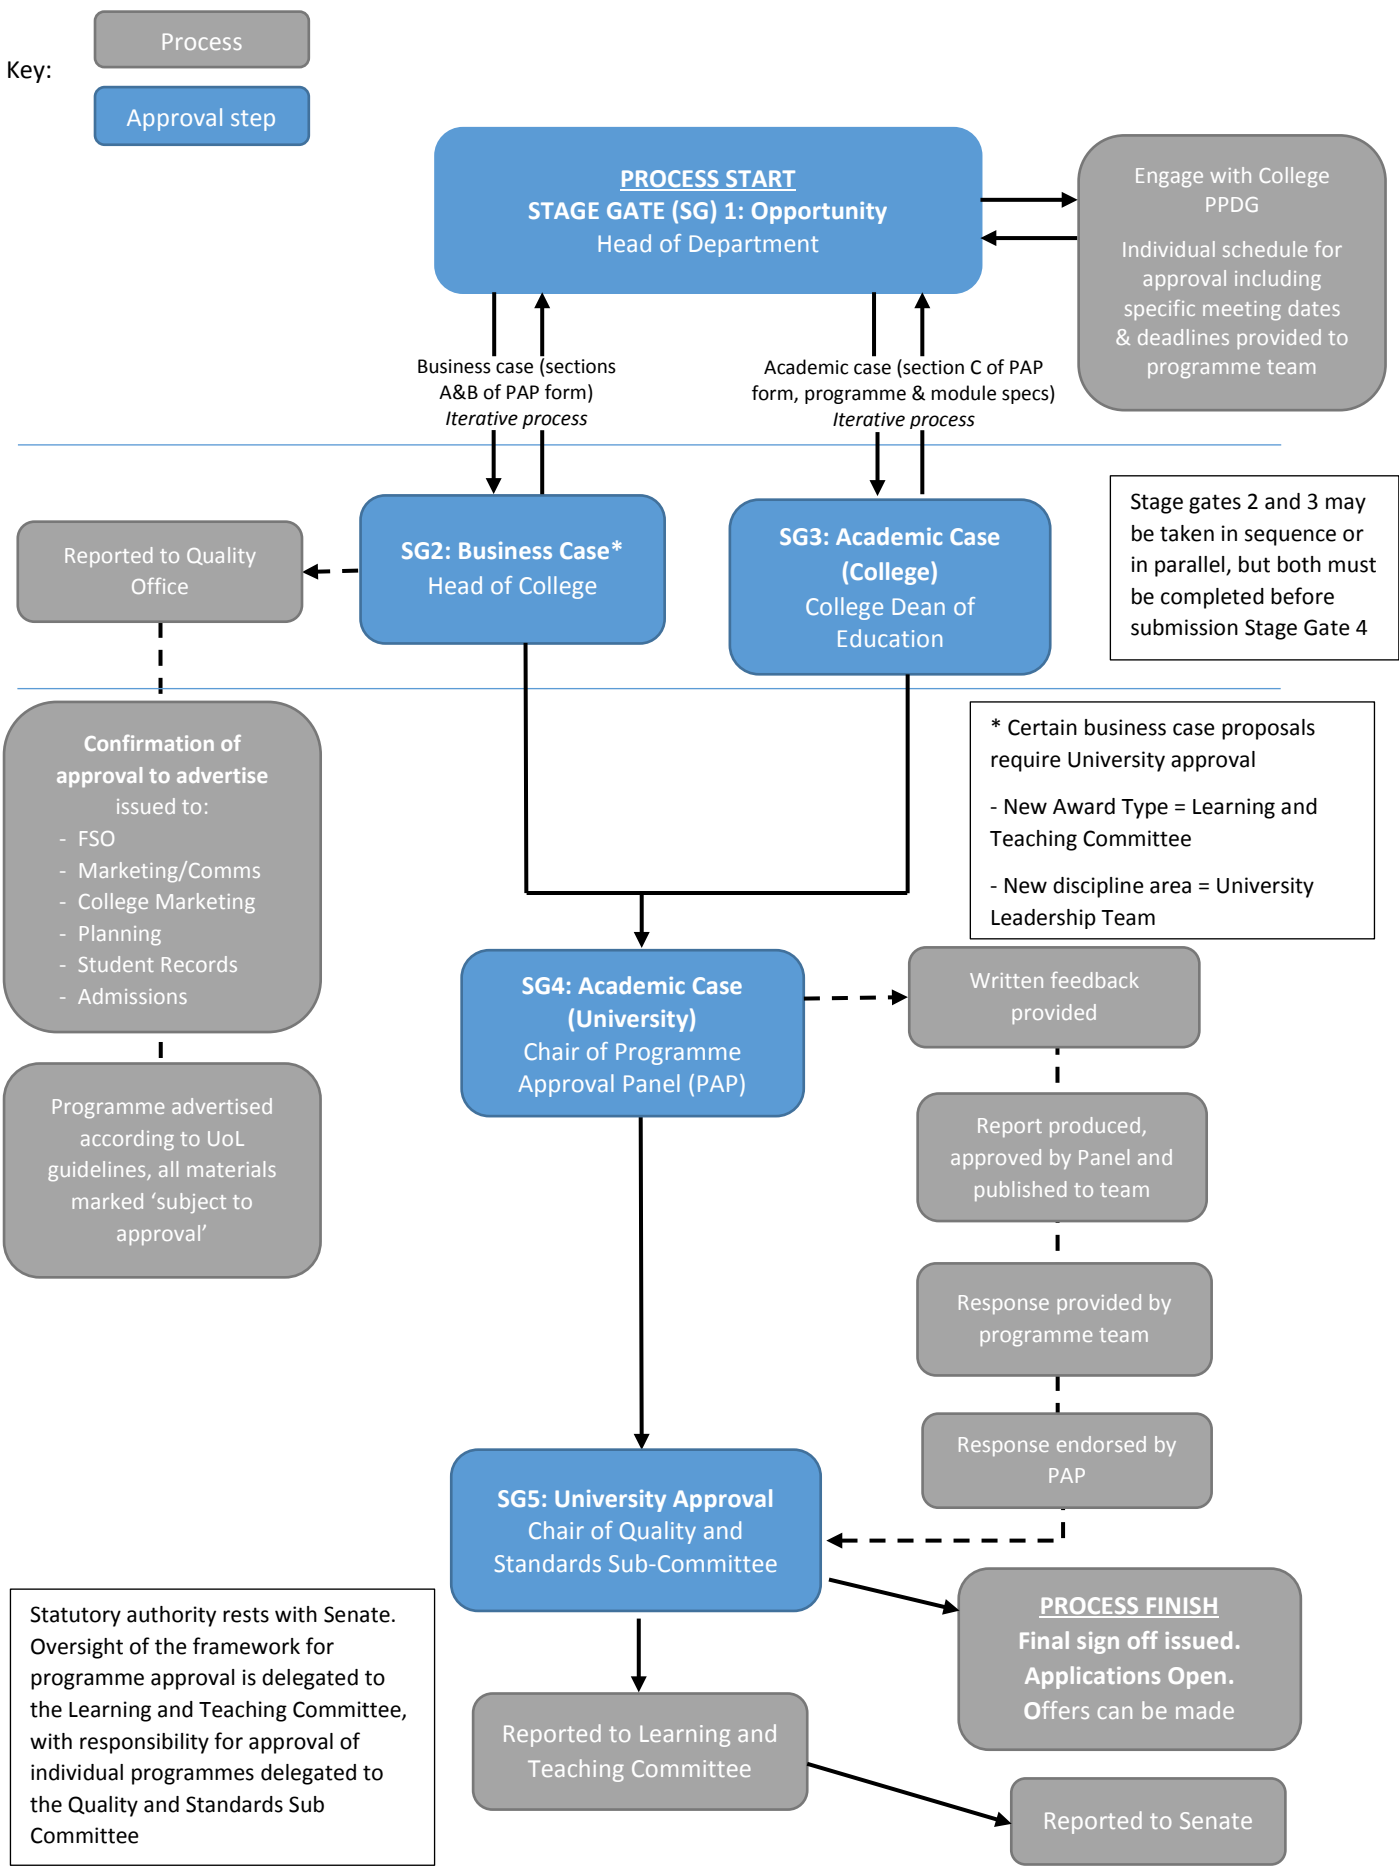 Key:
Process
Approval step
PROCESS START
STAGE GATE (SG) 1: Opportunity
Head of Department
Engage with College
PPDG
Individual schedule for
approval including
specific meeting dates
& deadlines provided to
programme team
Business case (sections
A&B of PAP form)
Iterative process
Academic case (section C of PAP
form, programme & module specs)
Iterative process
Reported to Quality
Office
SG2: Business Case*
Head of College
SG3: Academic Case
(College)
College Dean of
Education
Stage gates 2 and 3 may
be taken in sequence or
in parallel, but both must
be completed before
submission Stage Gate 4
Confirmation of
approval to advertise
issued to:
- FSO
- Marketing/Comms
- College Marketing
- Planning
- Student Records
- Admissions
* Certain business case proposals
require University approval
- New Award Type = Learning and
Teaching Committee
- New discipline area = University
Leadership Team
SG4: Academic Case
(University)
Chair of Programme
Approval Panel (PAP)
Written feedback
provided
Programme advertised
according to UoL
guidelines, all materials
marked ‘subject to
approval’
Report produced,
approved by Panel and
published to team
Response provided by
programme team
Response endorsed by
PAP
SG5: University Approval
Chair of Quality and
Standards Sub-Committee
PROCESS FINISH
Final sign off issued.
Applications Open.
Offers can be made
Statutory authority rests with Senate.
Oversight of the framework for
programme approval is delegated to
the Learning and Teaching Committee,
with responsibility for approval of
individual programmes delegated to
the Quality and Standards Sub
Committee
Reported to Learning and
Teaching Committee
Reported to Senate